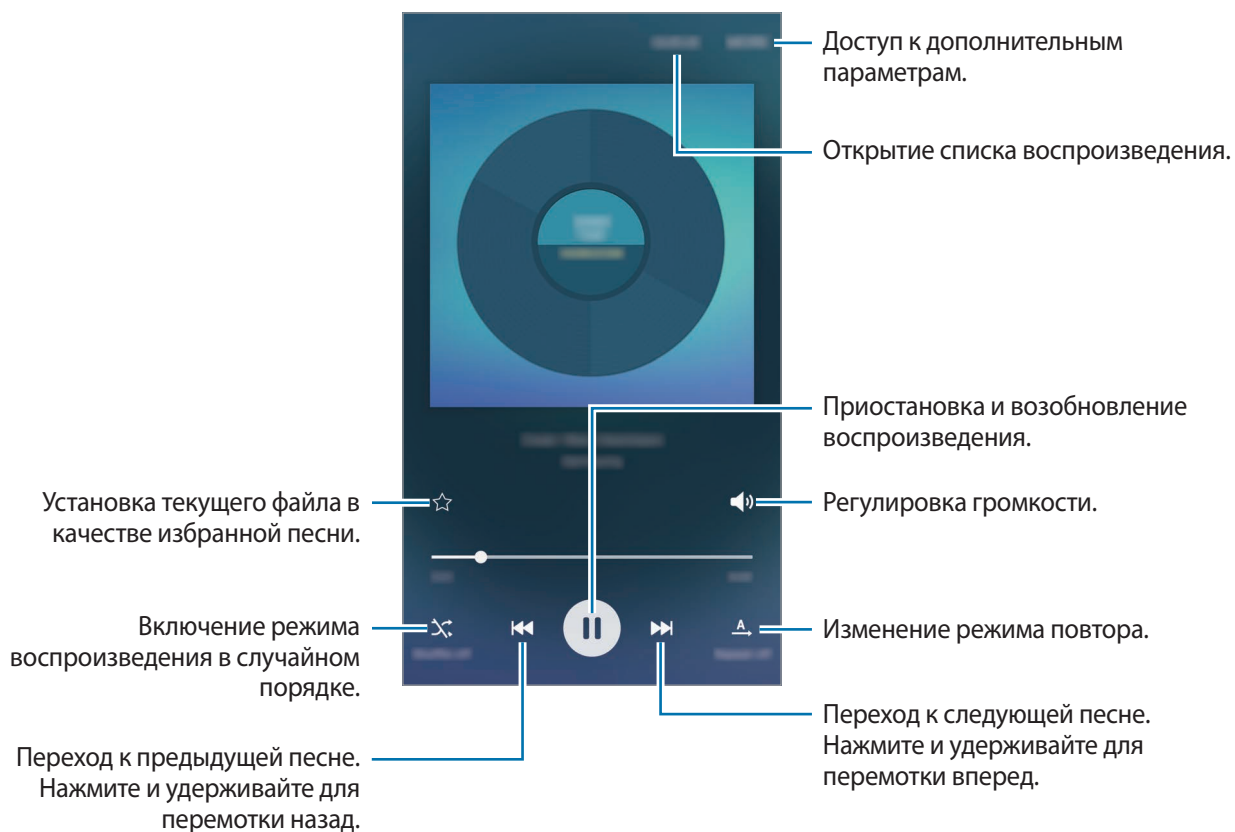 Доступ к дополнительным
параметрам.
Открытие списка воспроизведения.
Приостановка и возобновление
воспроизведения.
Установка текущего файла в
качестве избранной песни.
Регулировка громкости.
Включение режима
воспроизведения в случайном
порядке.
A
Изменение режима повтора.
Переход к предыдущей песне.
Нажмите и удерживайте для
перемотки назад.
Переход к следующей песне.
Нажмите и удерживайте для
перемотки вперед.